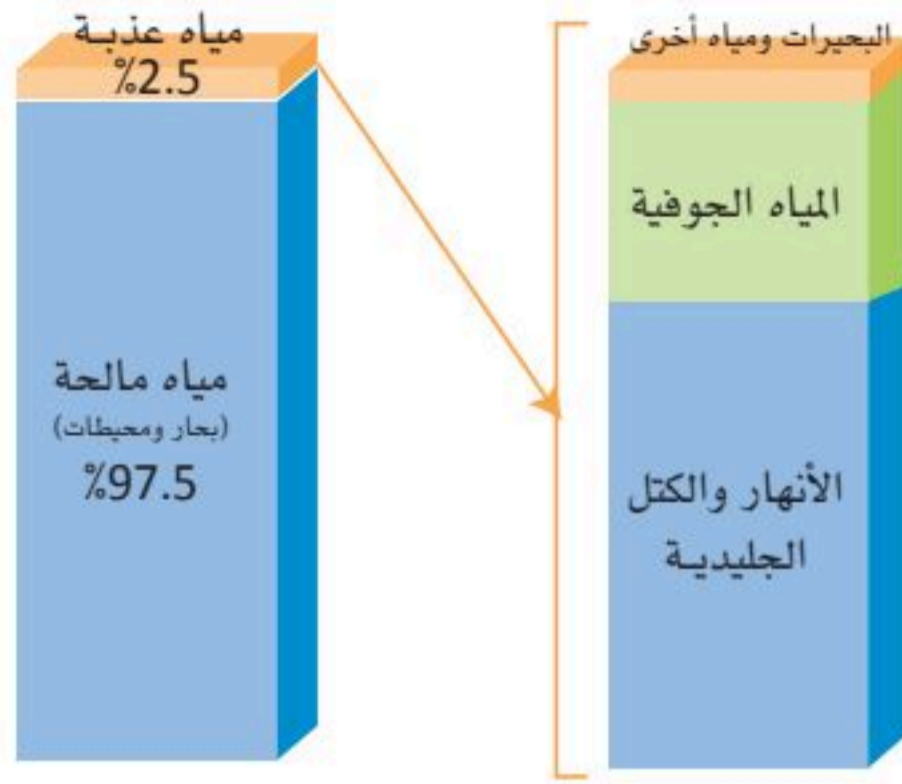 البحيرات ومياه أخرى
المياه الجوفية
الأنهار والكتل
الجليدية
مياه عذبة
%2.5
مياه مالحة
(بحار ومحيطات)
%97.5